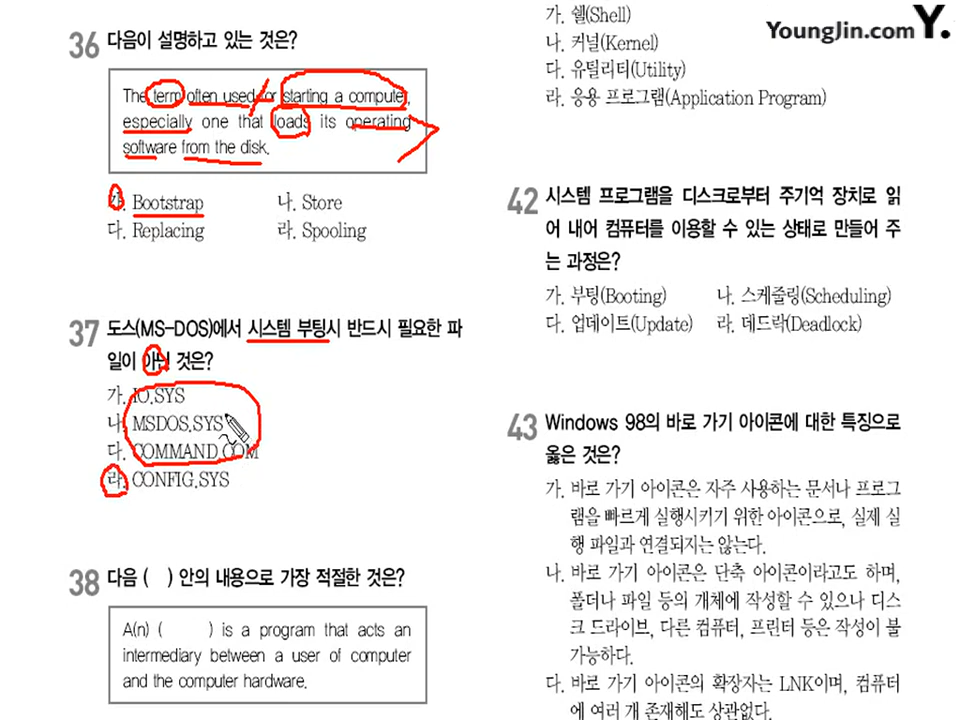 YoungJin.com Y.
36 다음이 설명하고 있는 것은?
The term often used for starting a computer,
especially one that loads its operating
software from the disk.
가. Bootstrap 나. Store
다. Replacing 라. Spooling
37 도스(MS-DOS)에서 시스템 부팅시 반드시 필요한 파
일이 아닌 것은?
가. IO.SYS
나. MSDOS.SYS
다. COMMAND.COM
라. CONFIG.SYS
38 다음 ( ) 안의 내용으로 가장 적절한 것은?
A(n) ( ) is a program that acts an
intermediary between a user of computer
and the computer hardware.
가. 쉘(Shell)
나. 커널(Kernel)
다. 유틸리티(Utility)
라. 응용 프로그램(Application Program)
42 시스템 프로그램을 디스크로부터 주기억 장치로 읽
어 내어 컴퓨터를 이용할 수 있는 상태로 만들어 주
는 과정은?
가. 부팅(Booting) 나. 스케줄링(Scheduling)
다. 업데이트(Update) 라. 데드락(Deadlock)
43 Windows 98의 바로 가기 아이콘에 대한 특징으로
옳은 것은?
가. 바로 가기 아이콘은 자주 사용하는 문서나 프로그
램을 빠르게 실행시키기 위한 아이콘으로, 실제 실
행 파일과 연결되지는 않는다.
나. 바로 가기 아이콘은 단축 아이콘이라고도 하며,
폴더나 파일 등의 개체에 작성할 수 있으나 디스
크 드라이브, 다른 컴퓨터, 프린터 등은 작성이 불
가능하다.
다. 바로 가기 아이콘의 확장자는 LNK이며, 컴퓨터
에 여러 개 존재해도 상관없다.